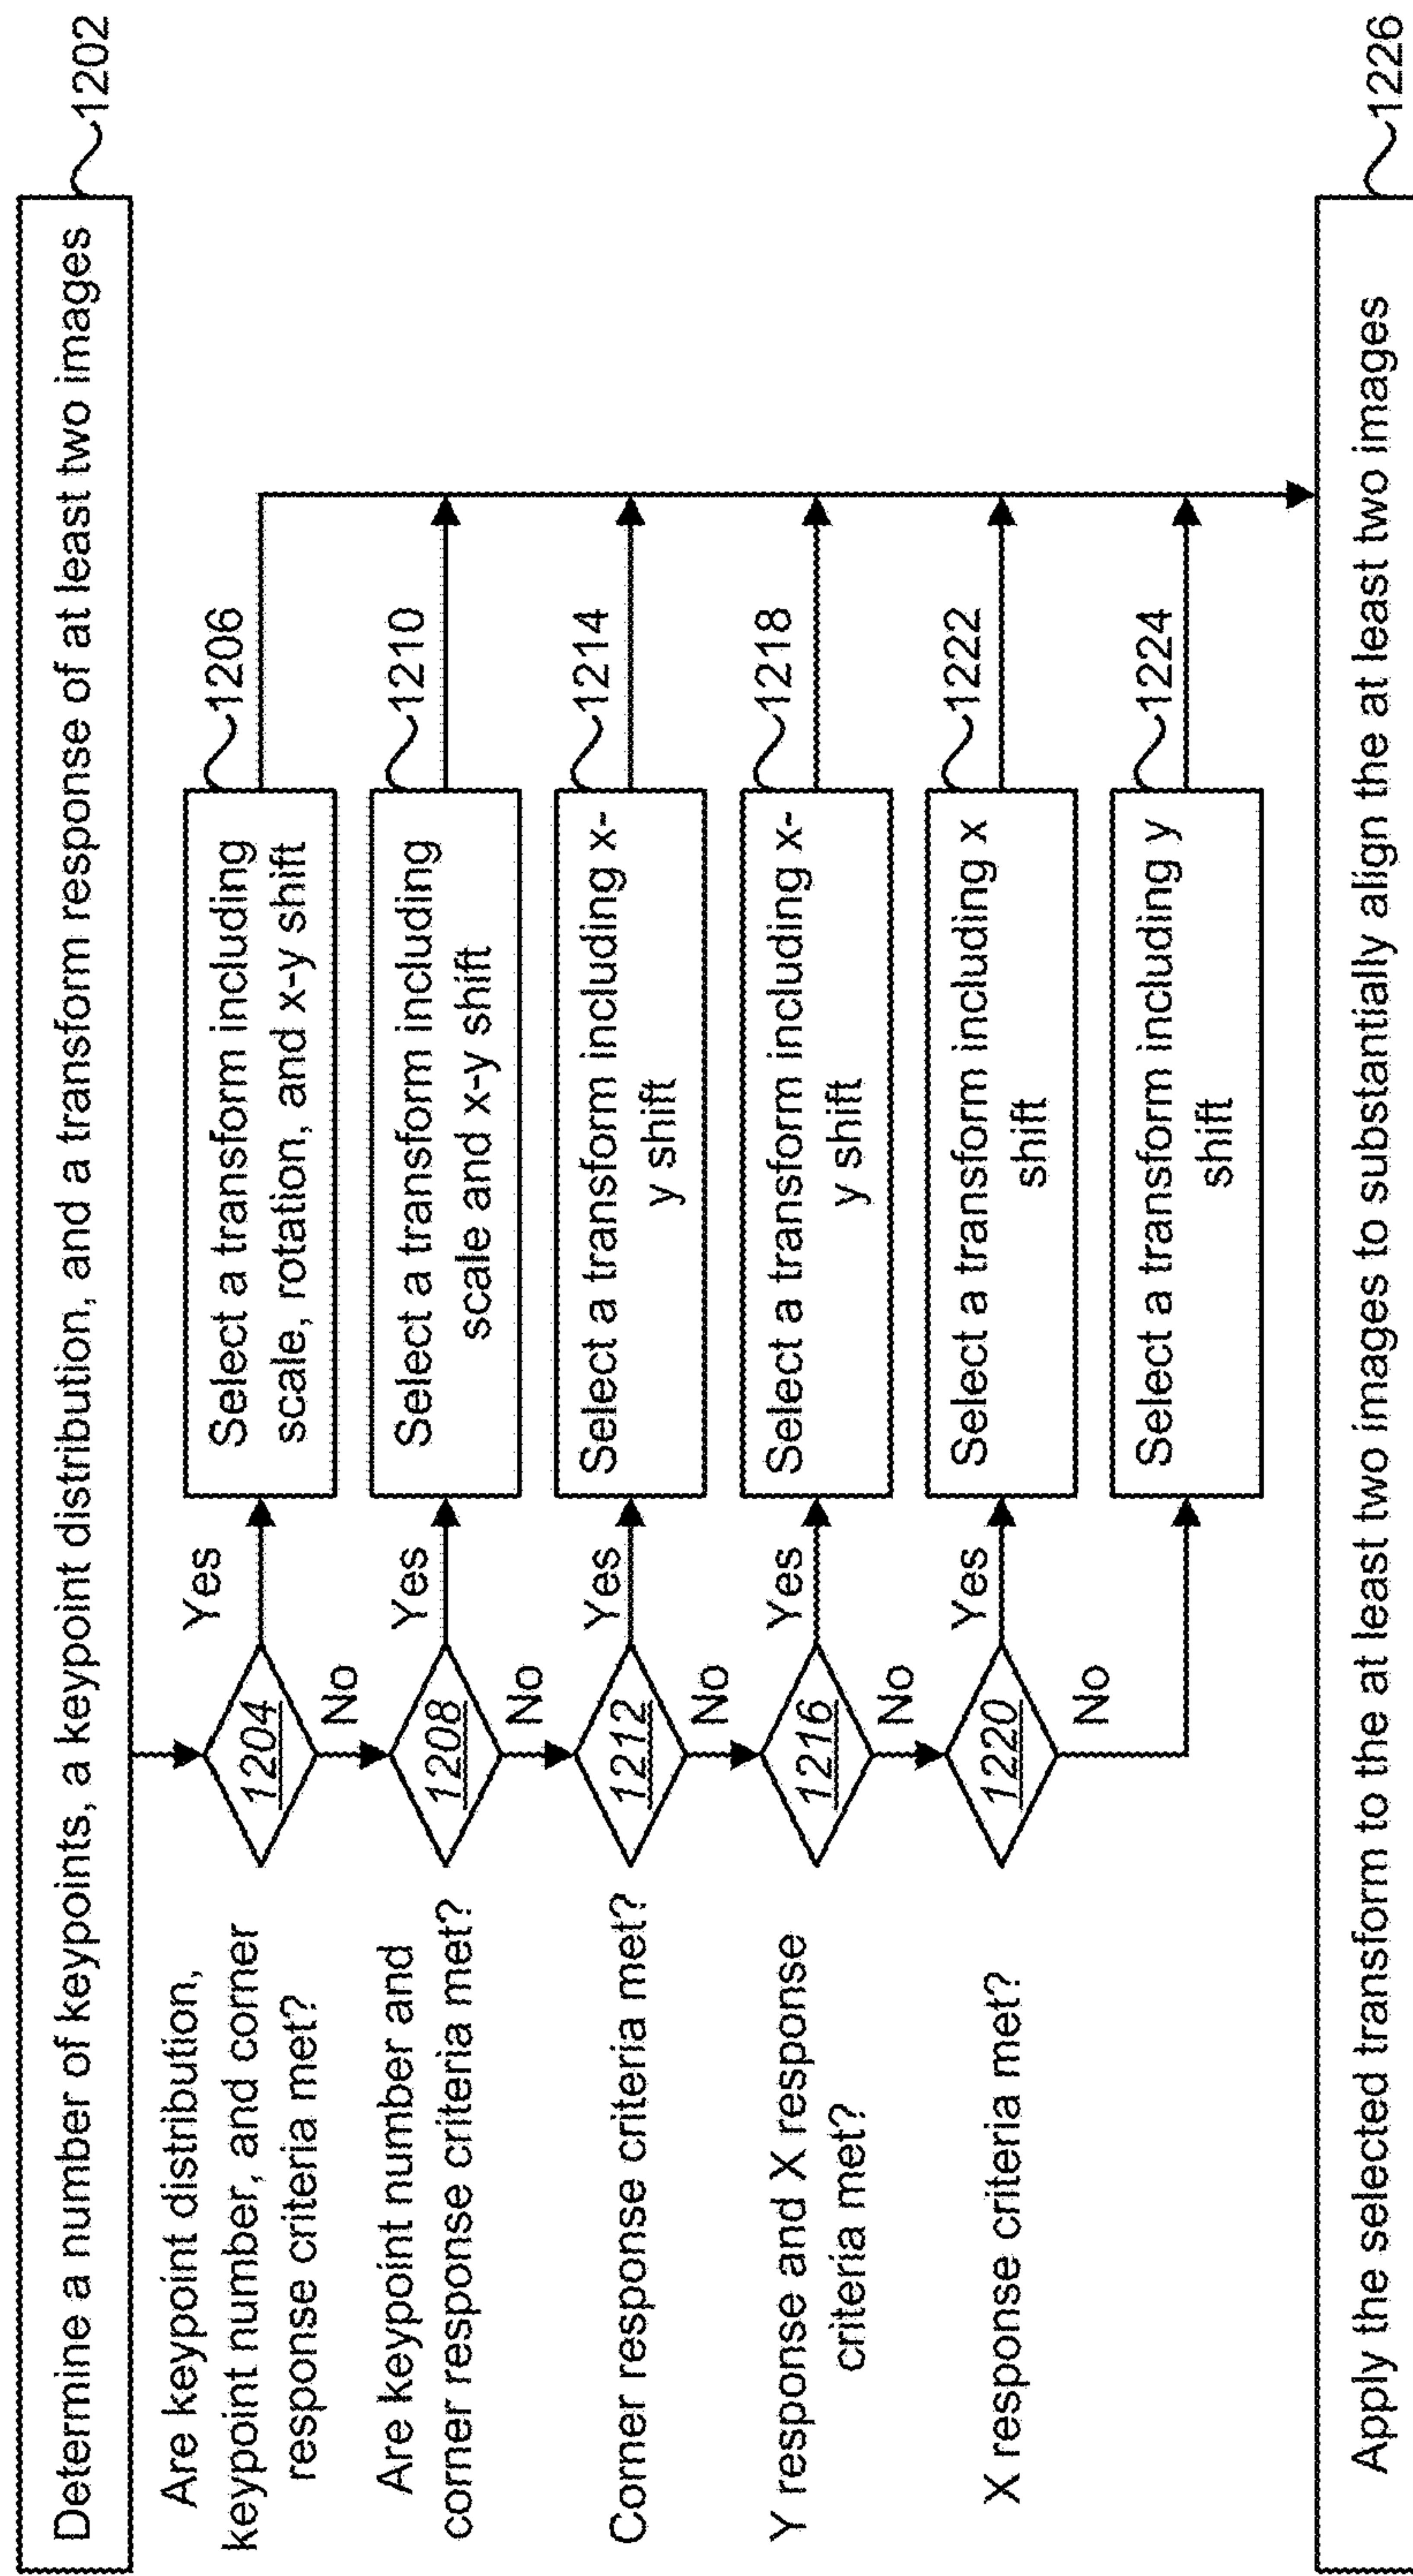 Determine a number of keypoints, a keypoint distribution, and a transform response of at least two images
1202
Are keypoint distribution,
keypoint number, and corner
response criteria met?
1204
Yes
No
Select a transform including
scale, rotation, and x-y shift
1206
Are keypoint number and
corner response criteria met?
1208
Yes
No
Select a transform including
scale and x-y shift
1210
Corner response criteria met?
1212
Yes
No
Select a transform including x-
y shift
1214
Y response and X response
criteria met?
1216
Yes
No
Select a transform including x-
y shift
1218
X response criteria met?
1220
Yes
No
Select a transform including x
shift
1222
Select a transform including y
shift
1224
Apply the selected transform to the at least two images to substantially align the at least two images
1226